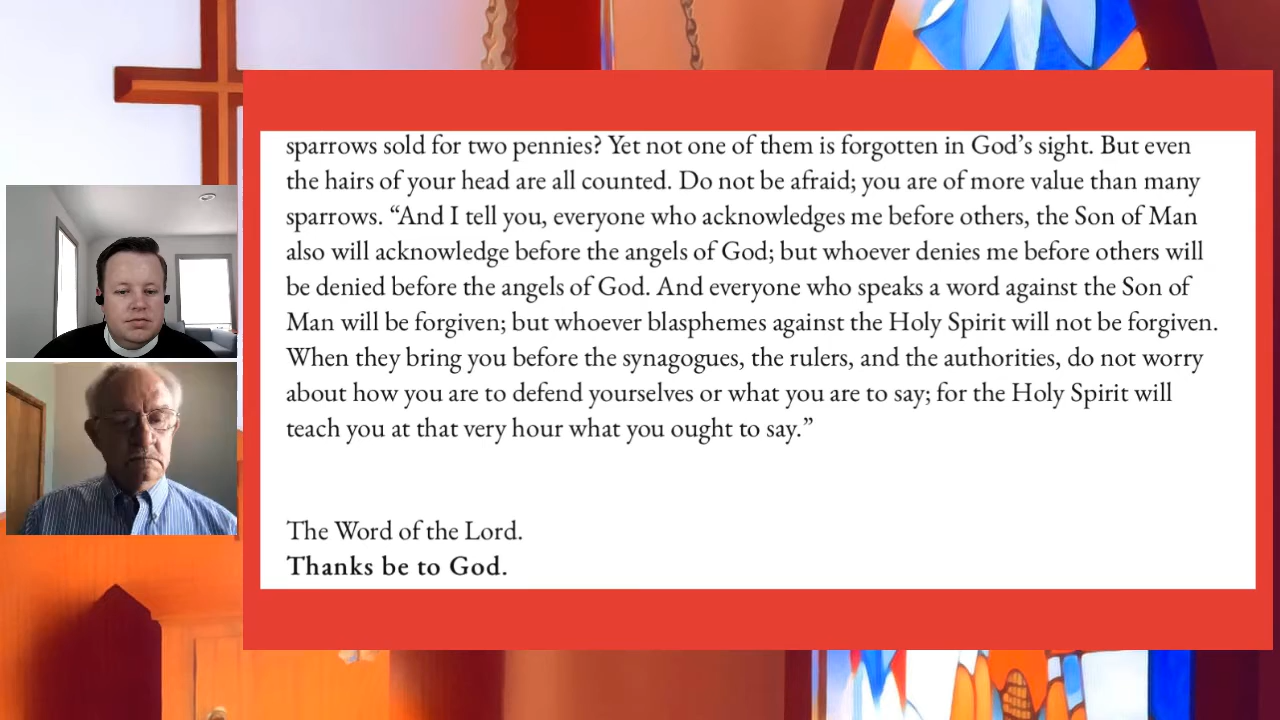 sparrows sold for two pennies? Yet not one of them is forgotten in God’s sight. But even
the hairs of your head are all counted. Do not be afraid; you are of more value than many
sparrows. “And I tell you, everyone who acknowledges me before others, the Son of Man
also will acknowledge before the angels of God; but whoever denies me before others will
be denied before the angels of God. And everyone who speaks a word against the Son of
Man will be forgiven; but whoever blasphemes against the Holy Spirit will not be forgiven.
When they bring you before the synagogues, the rulers, and the authorities, do not worry
about how you are to defend yourselves or what you are to say; for the Holy Spirit will
teach you at that very hour what you ought to say.”
The Word of the Lord.
Thanks be to God.